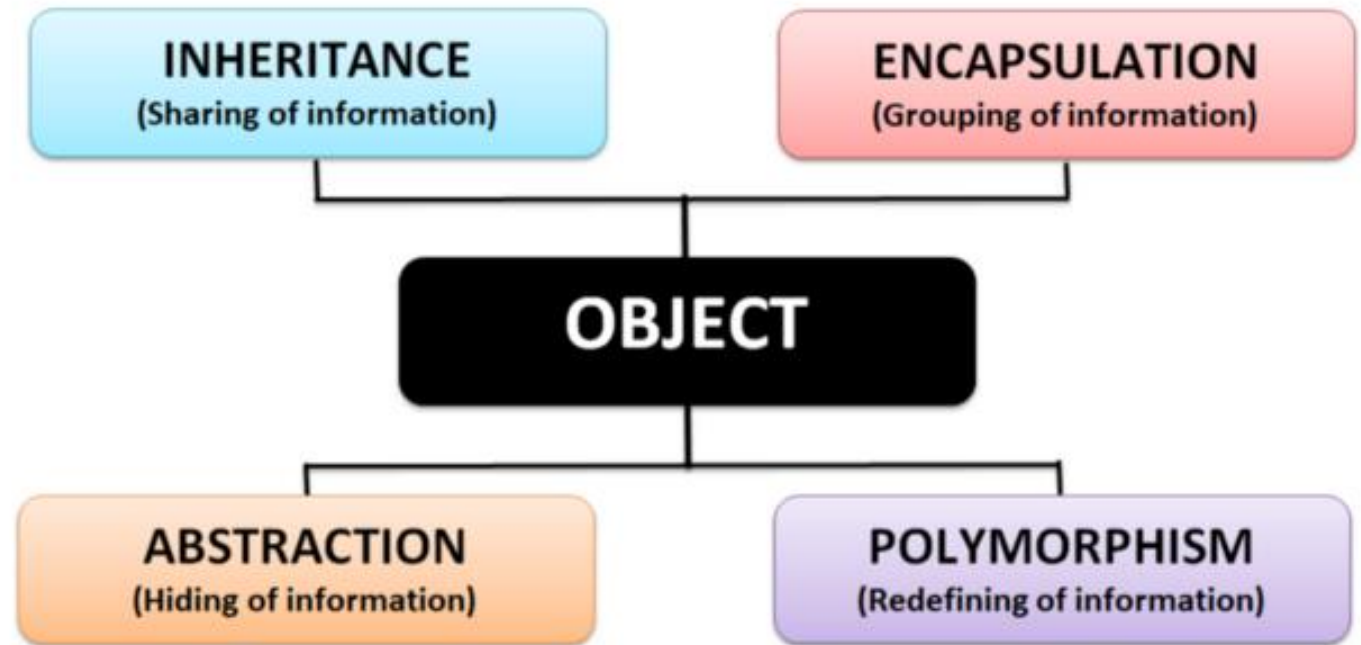 INHERITANCE
(Sharing of information)
ENCAPSULATION
(Grouping of information)
OBJECT
ABSTRACTION
(Hiding of information)
POLYMORPHISM
(Redefining of information)